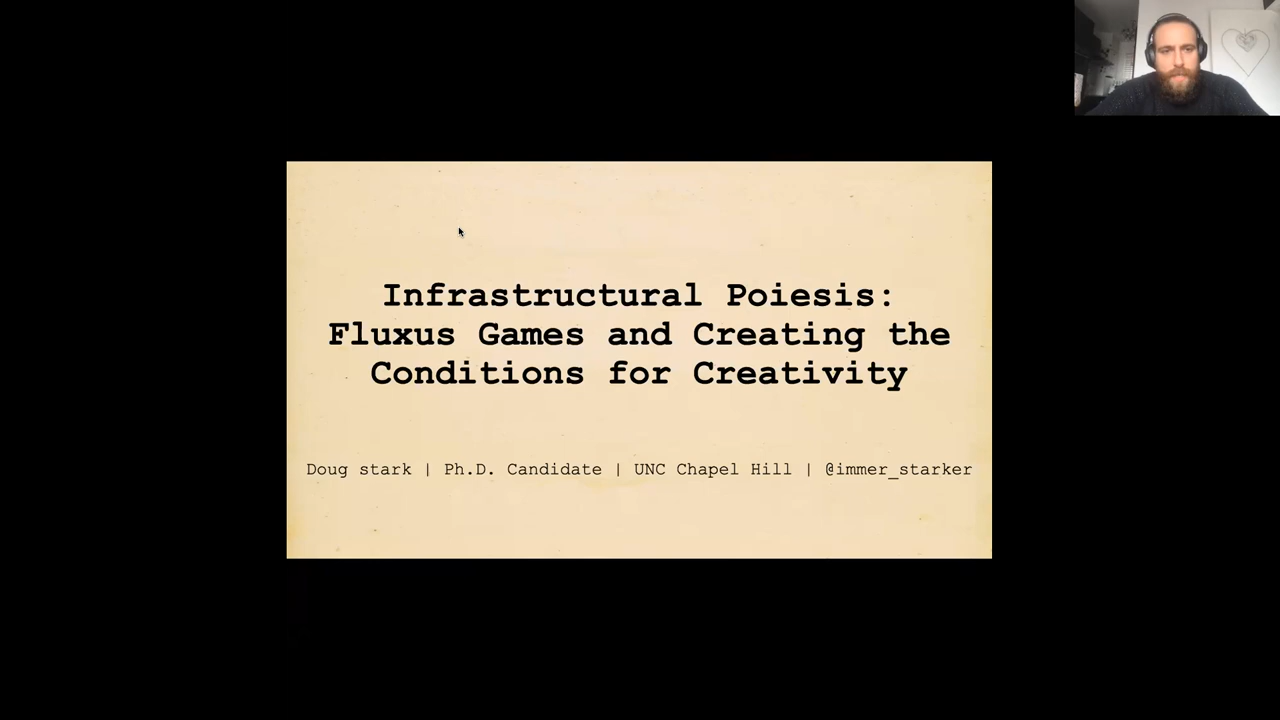 Infrastructural Poiesis:
Fluxus Games and Creating the
Conditions for Creativity
Doug stark | Ph.D. Candidate | UNC Chapel Hill | @immer_starker